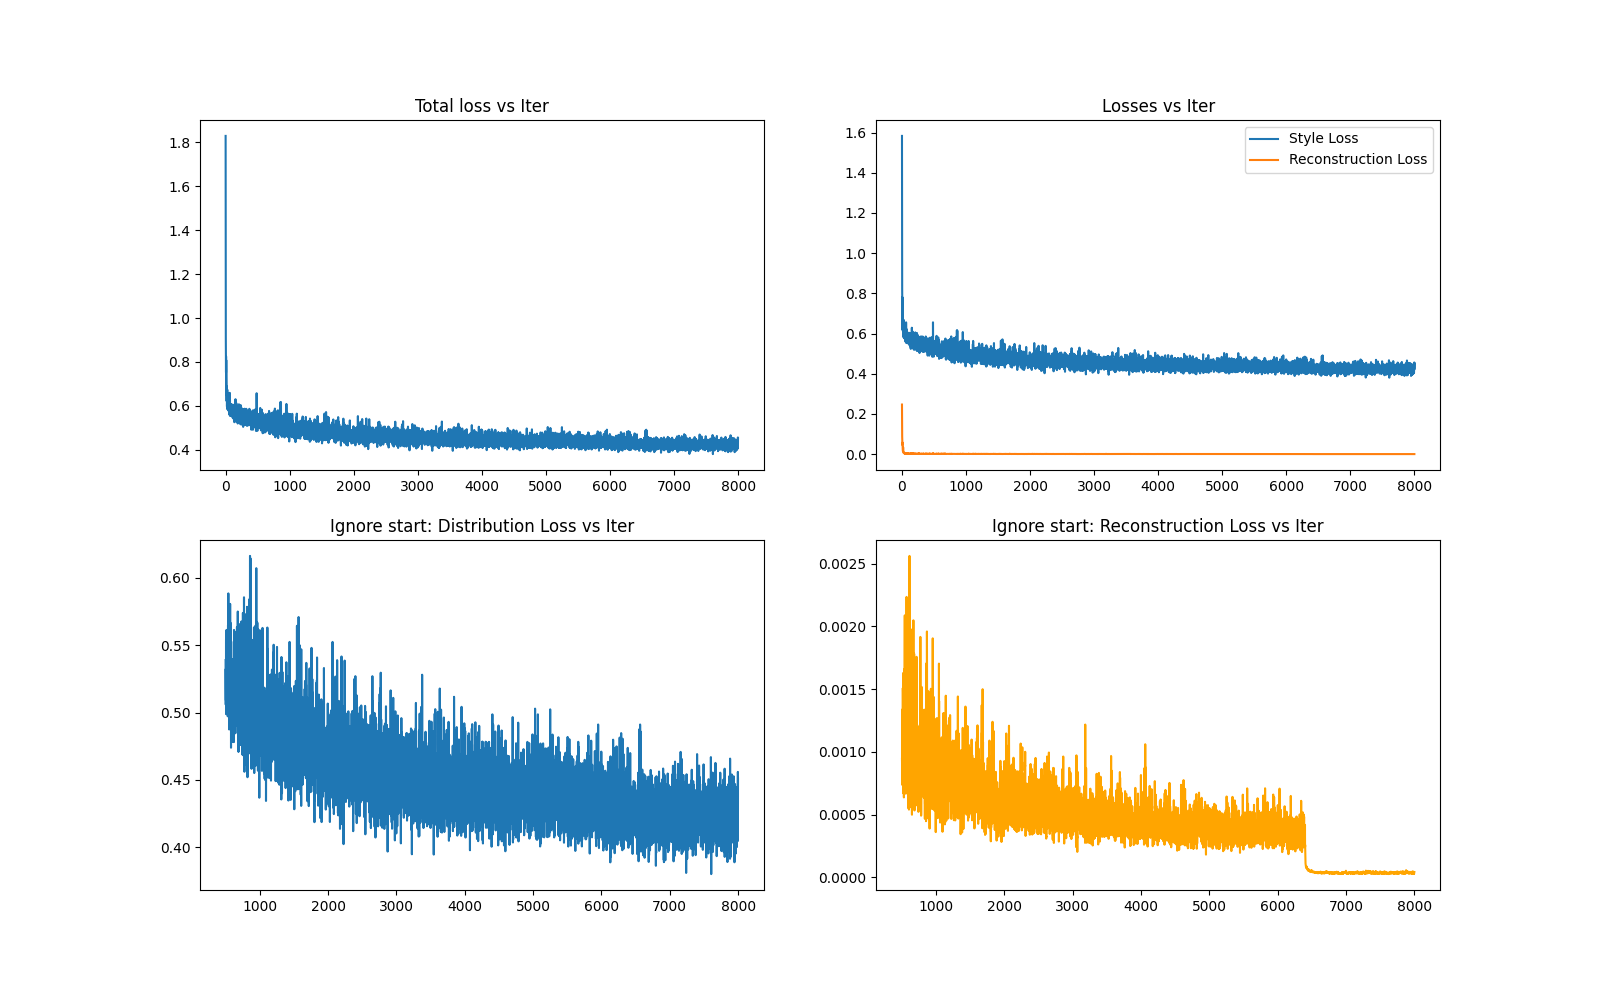 Total loss vs Iter
1.8
1.6
1.4
1.2
1.0
0.8
0.6
0.4
0 1000 2000 3000 4000 5000 6000 7000 8000
Losses vs Iter
Style Loss
Reconstruction Loss
1.6
1.4
1.2
1.0
0.8
0.6
0.4
0.2
0.0
0 1000 2000 3000 4000 5000 6000 7000 8000
Ignore start: Distribution Loss vs Iter
0.60
0.55
0.50
0.45
0.40
1000 2000 3000 4000 5000 6000 7000 8000
Ignore start: Reconstruction Loss vs Iter
0.0025
0.0020
0.0015
0.0010
0.0005
0.0000
1000 2000 3000 4000 5000 6000 7000 8000